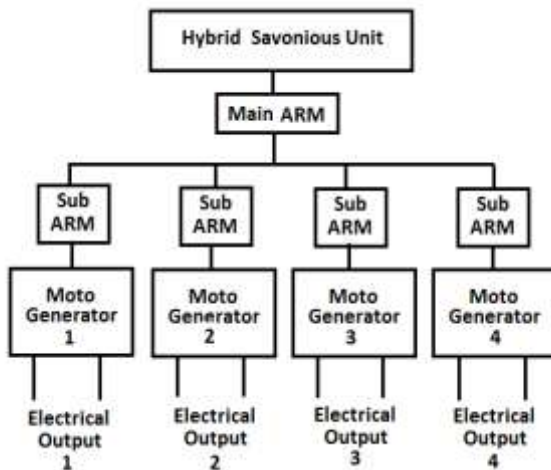 Hybrid Savonious Unit
Main ARM
Sub
ARM
Sub
ARM
Sub
ARM
Sub
ARM
Moto
Generator
1
Moto
Generator
2
Moto
Generator
3
Moto
Generator
4
Electrical
Output
1
Electrical
Output
2
Electrical
Output
3
Electrical
Output
4